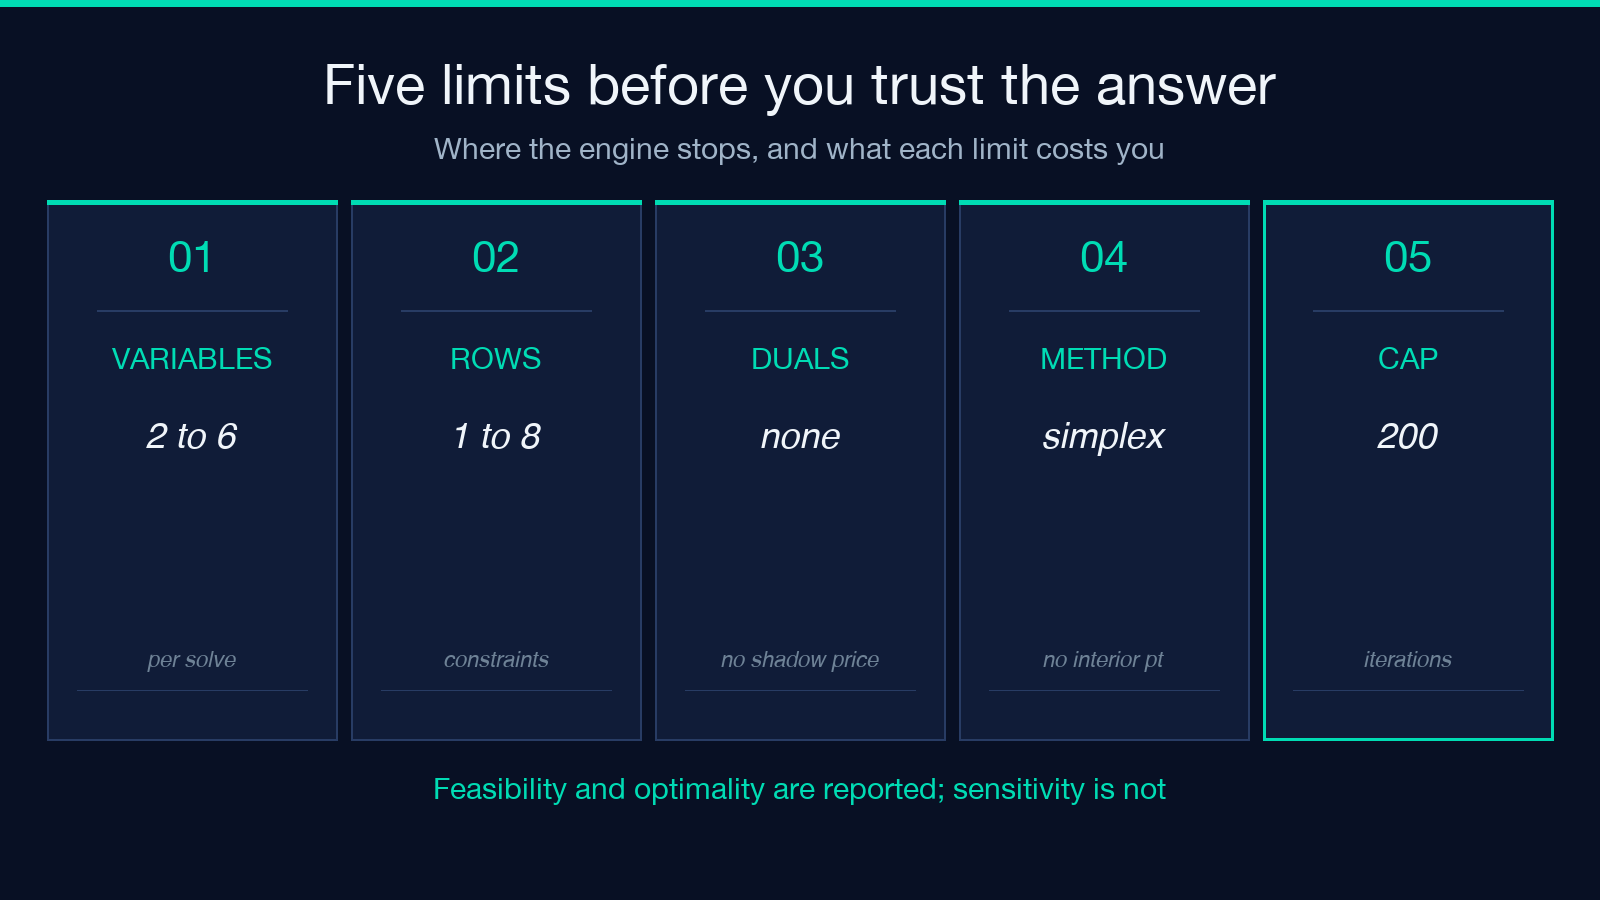 Five limits before you trust the answer
Where the engine stops, and what each limit costs you
01
VARIABLES
2 to 6
per solve
02
ROWS
1 to 8
constraints
03
DUALS
none
no shadow price
04
METHOD
simplex
no interior pt
05
CAP
200
iterations
Feasibility and optimality are reported; sensitivity is not